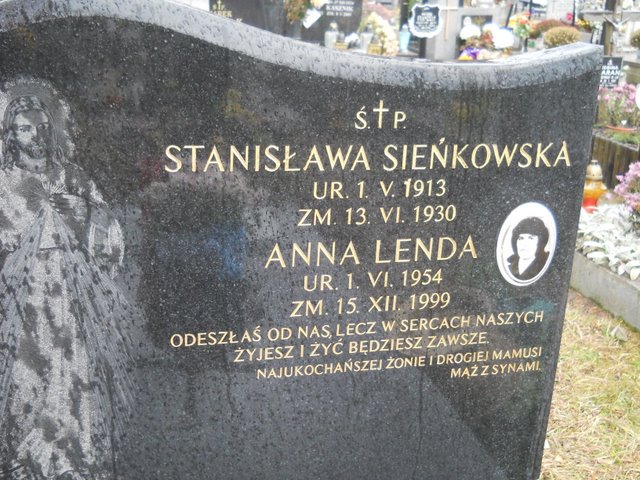 Ś. P.
STANISŁAWA SIEŃKOWSKA
UR. 1. V. 1913
ZM. 13. VI. 1930
ANNA LENDA
UR. 1. VI. 1954
ZM. 15. XII. 1999
ODESZŁAŚ OD NAS, LECZ W SERCACH NASZYCH
ŻYJESZ I ŻYĆ BĘDZIESZ ZAWSZE.
NAJUKOCHAŃSZEJ ŻONIE I DROGIEJ MAMUSI
MĄŻ Z SYNAMI.